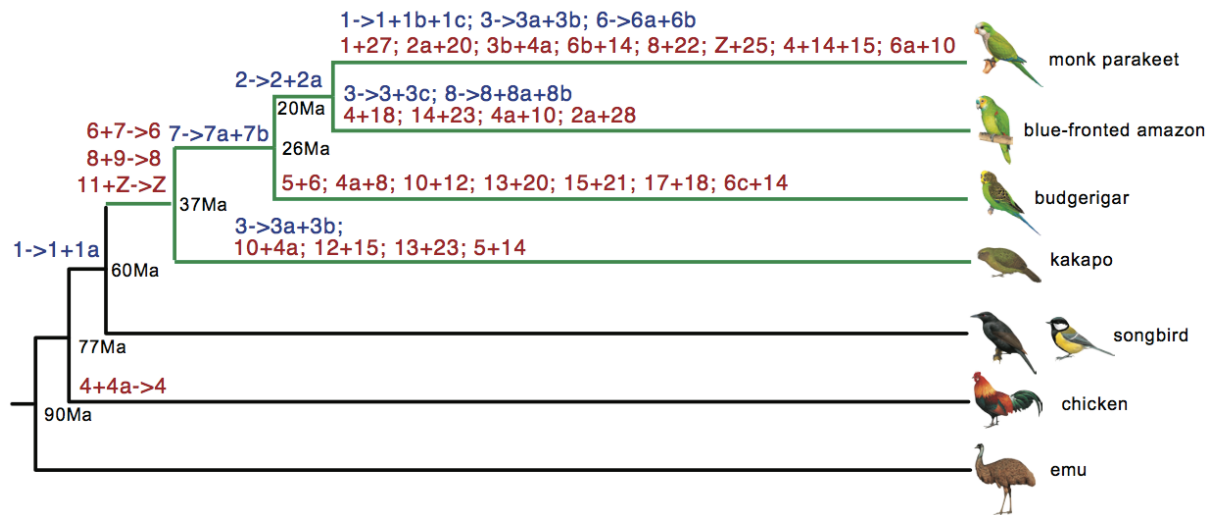 1->1+1b+1c; 3->3a+3b; 6->6a+6b
1+27; 2a+20; 3b+4a; 6b+14; 8+22; Z+25; 4+14+15; 6a+10
monk parakeet
2->2+2a
3->3+3c; 8->8+8a+8b
20Ma
4+18; 14+23; 4a+10; 2a+28
blue-fronted amazon
6+7->6
7->7a+7b
8+9->8
26Ma
11+Z->Z
5+6; 4a+8; 10+12; 13+20; 15+21; 17+18; 6c+14
budgerigar
37Ma
3->3a+3b;
10+4a; 12+15; 13+23; 5+14
kakapo
1->1+1a
60Ma
songbird
77Ma
4+4a->4
chicken
90Ma
emu